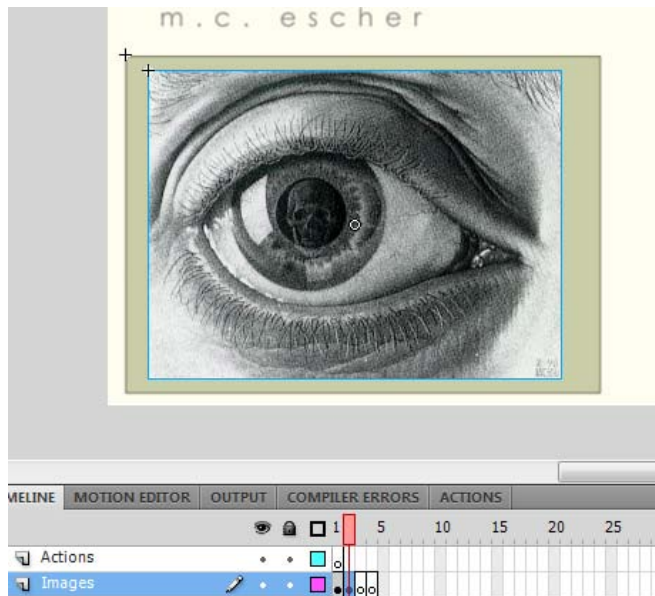 m.c. escher
MELINE MOTION EDITOR OUTPUT COMPILER ERRORS ACTIONS
1 5 10 15 20 25
Actions
Images